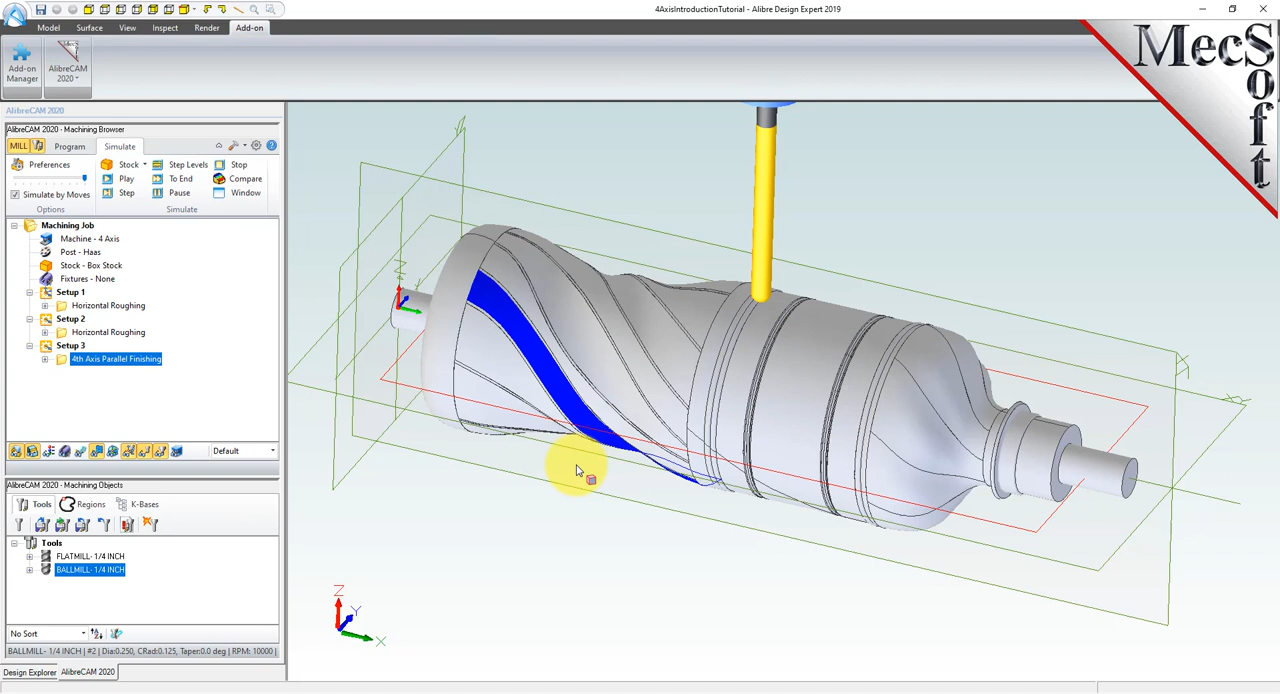 4AxisIntroductionTutorial - Alibre Design Expert 2019
Model Surface View Inspect Render Add-on
Add-on Manager
AlibreCAM 2020
MecSoft
AlibreCAM 2020
AlibreCAM 2020 - Machining Browser
MILL Program Simulate
Preferences Stock Step Levels Stop
Play To End Compare
Simulate by Moves Step Pause Window
Options Simulate
Machining Job
Machine - 4 Axis
Post - Haas
Stock - Box Stock
Fixtures - None
Setup 1
Horizontal Roughing
Setup 2
Horizontal Roughing
Setup 3
4th Axis Parallel Finishing
Default
AlibreCAM 2020 - Machining Objects
Tools Regions K-Bases
Tools
FLATMILL- 1/4 INCH
BALLMILL- 1/4 INCH
No Sort
BALLMILL- 1/4 INCH | #2 | Dia:0.250, CRad:0.125, Taper:0.0 deg | RPM: 10000 |
Design Explorer AlibreCAM 2020
Z
Y
X